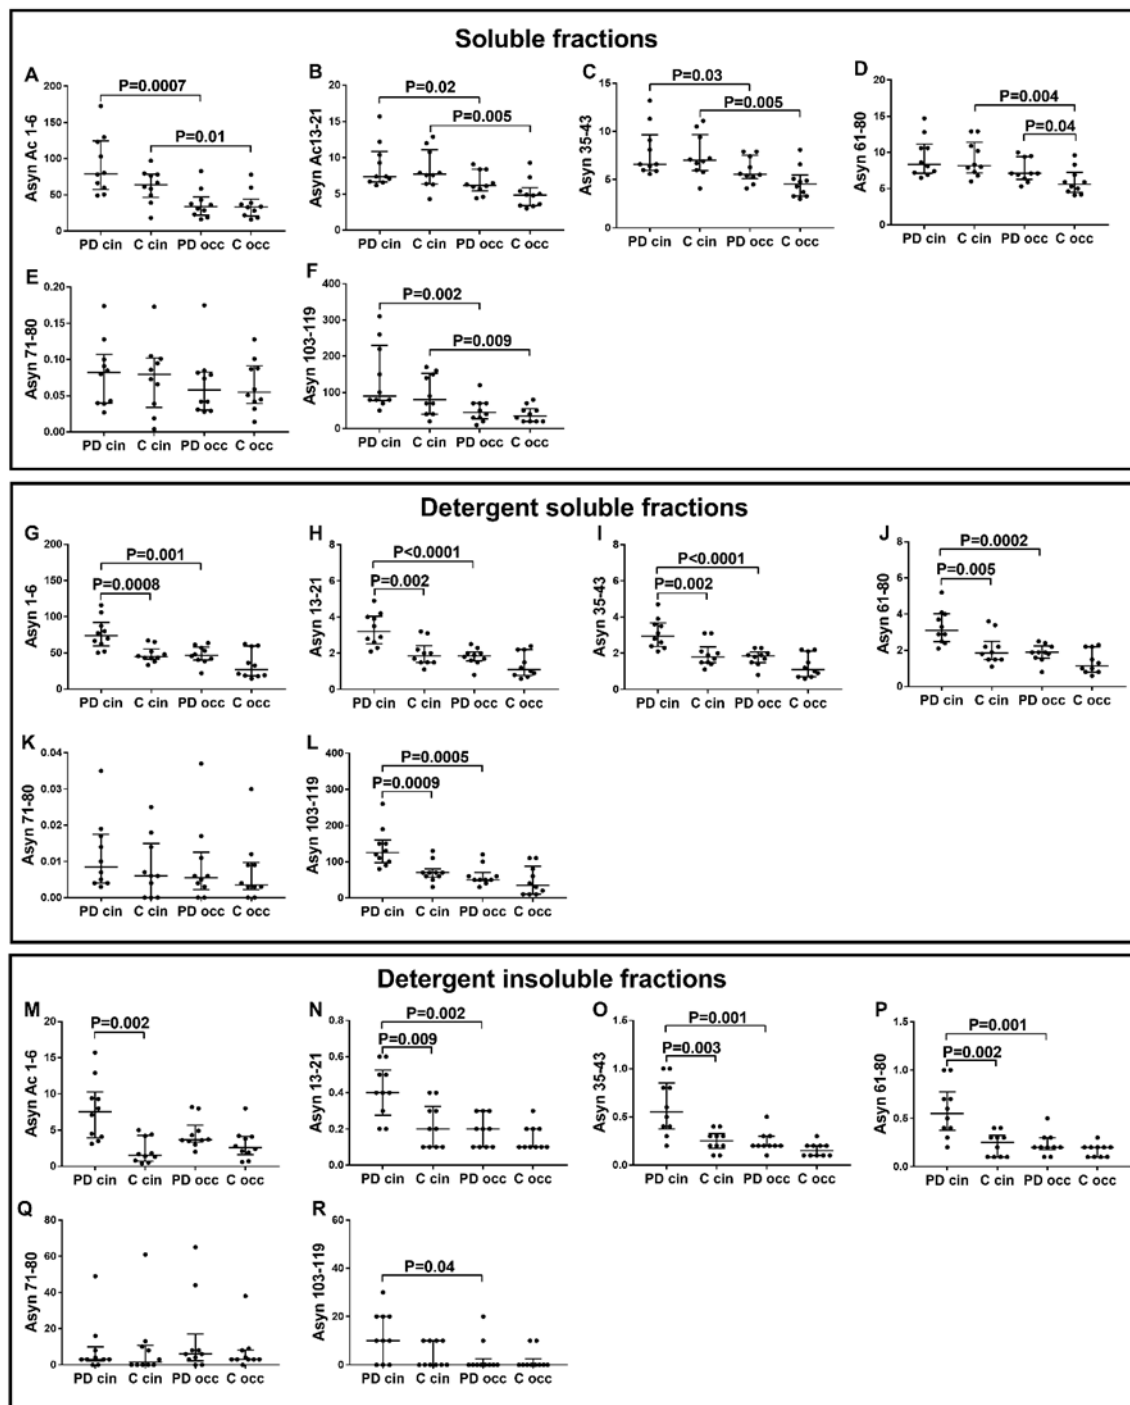 Soluble fractions
A
P=0.0007
P=0.01
Asyn Ac 1-6
200
150
100
50
0
PD cin C cin PD occ C occ
B
P=0.02
P=0.005
Asyn Ac13-21
20
15
10
5
0
PD cin C cin PD occ C occ
C
P=0.03
P=0.005
Asyn 35-43
15
10
5
0
PD cin C cin PD occ C occ
D
P=0.004
P=0.04
Asyn 61-80
20
15
10
5
0
PD cin C cin PD occ C occ
E
Asyn 71-80
0.20
0.15
0.10
0.05
0.00
PD cin C cin PD occ C occ
F
P=0.002
P=0.009
Asyn 103-119
400
300
200
100
0
PD cin C cin PD occ C occ
Detergent soluble fractions
G
P=0.001
P=0.0008
Asyn 1-6
200
150
100
50
0
PD cin C cin PD occ C occ
H
P<0.0001
P=0.002
Asyn 13-21
8
6
4
2
0
PD cin C cin PD occ C occ
I
P<0.0001
P=0.002
Asyn 35-43
8
6
4
2
0
PD cin C cin PD occ C occ
J
P=0.0002
P=0.005
Asyn 61-80
8
6
4
2
0
PD cin C cin PD occ C occ
K
Asyn 71-80
0.04
0.03
0.02
0.01
0.00
PD cin C cin PD occ C occ
L
P=0.0005
P=0.0009
Asyn 103-119
400
300
200
100
0
PD cin C cin PD occ C occ
Detergent insoluble fractions
M
P=0.002
Asyn Ac 1-6
20
15
10
5
0
PD cin C cin PD occ C occ
N
P=0.002
P=0.009
Asyn 13-21
0.8
0.6
0.4
0.2
0.0
PD cin C cin PD occ C occ
O
P=0.001
P=0.003
Asyn 35-43
1.5
1.0
0.5
0.0
PD cin C cin PD occ C occ
P
P=0.001
P=0.002
Asyn 61-80
1.5
1.0
0.5
0.0
PD cin C cin PD occ C occ
Q
Asyn 71-80
80
60
40
20
0
PD cin C cin PD occ C occ
R
P=0.04
Asyn 103-119
60
40
20
0
PD cin C cin PD occ C occ